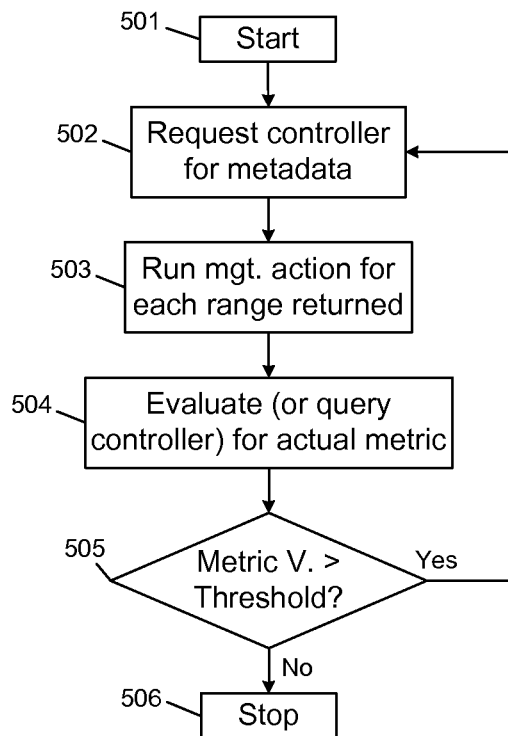 501
Start
502
Request controller
for metadata
503
Run mgt. action for
each range returned
504
Evaluate (or query
controller) for actual metric
505
Metric V. >
Threshold?
Yes
No
506
Stop